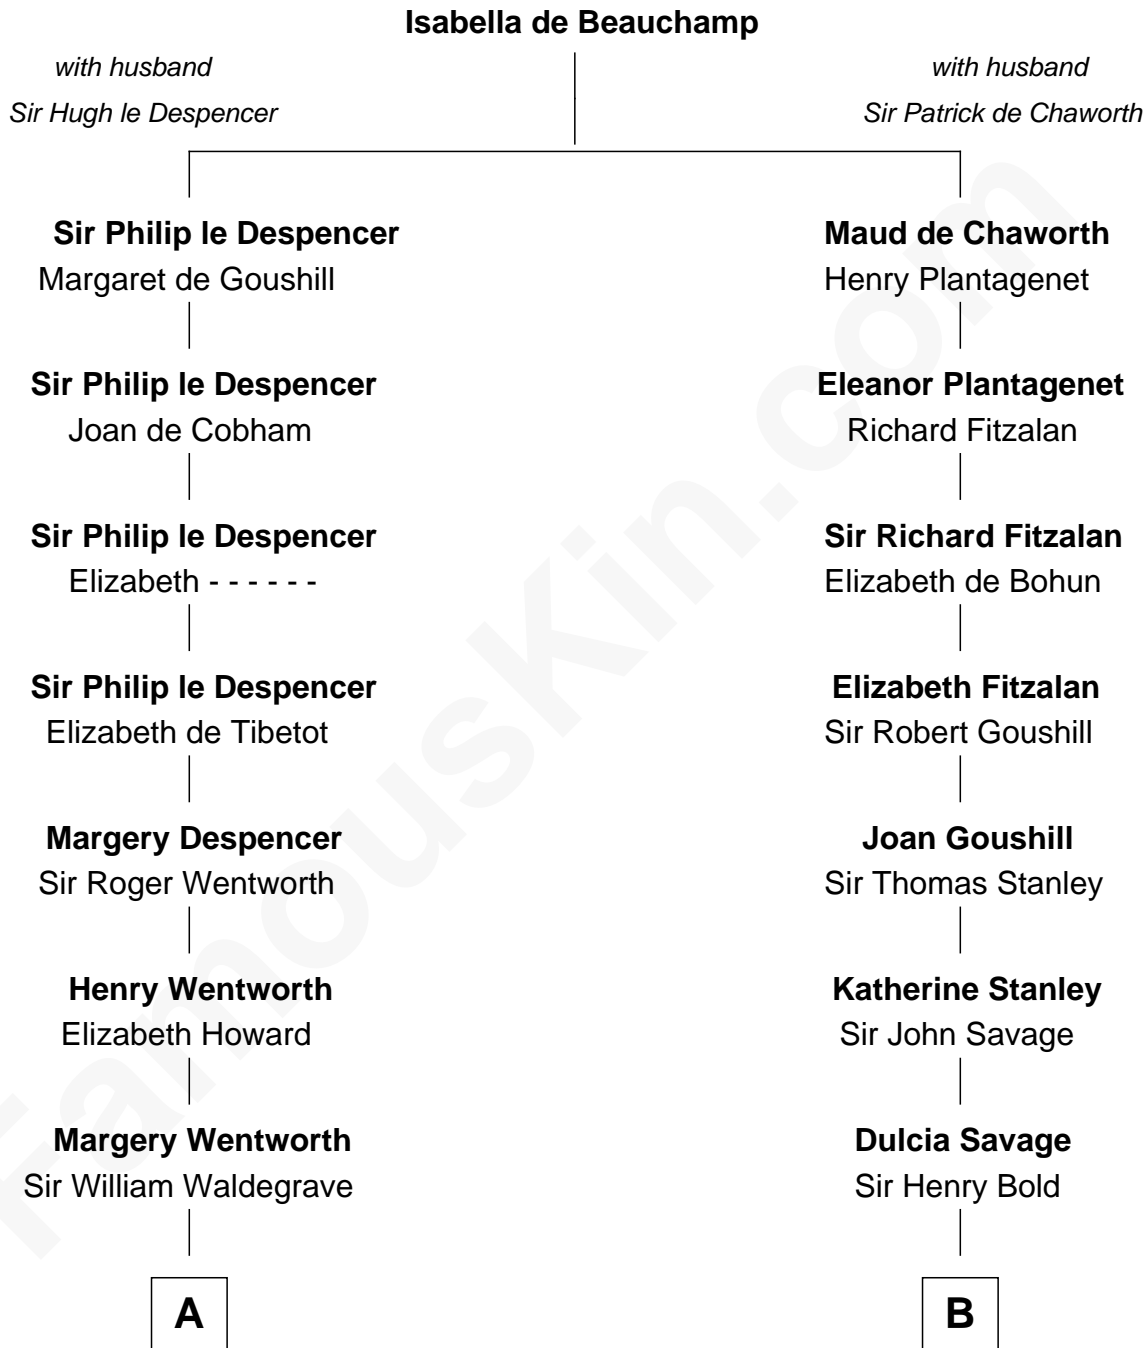 Isabella de Beauchamp
with husband
Sir Hugh le Despencer
with husband
Sir Patrick de Chaworth
Sir Philip le Despencer
Margaret de Goushill
Maud de Chaworth
Henry Plantagenet
Sir Philip le Despencer
Joan de Cobham
Eleanor Plantagenet
Richard Fitzalan
Sir Philip le Despencer
Elizabeth - - - - - -
Sir Richard Fitzalan
Elizabeth de Bohun
Sir Philip le Despencer
Elizabeth de Tibetot
Elizabeth Fitzalan
Sir Robert Goushill
Margery Despencer
Sir Roger Wentworth
Joan Goushill
Sir Thomas Stanley
Henry Wentworth
Elizabeth Howard
Katherine Stanley
Sir John Savage
Margery Wentworth
Sir William Waldegrave
Dulcia Savage
Sir Henry Bold
A
B
FamousKin.com